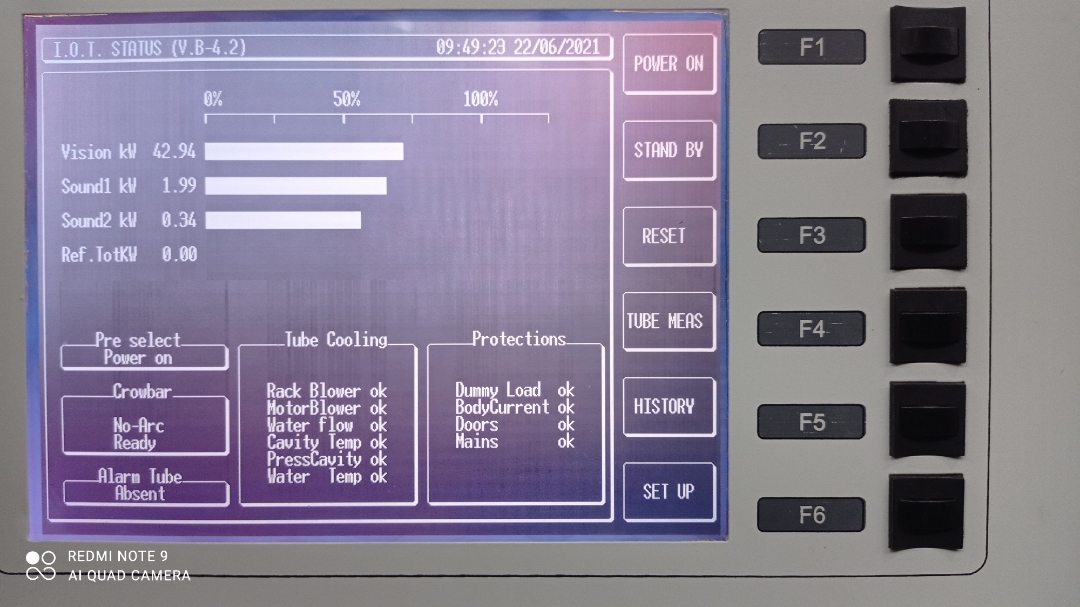 I.O.T. STATUS (V.B-4.2) 09:49:23 22/06/2021
0% 50% 100%
Vision kW 42.94
Sound1 kW 1.99
Sound2 kW 0.34
Ref.TotKW 0.00
Pre select
Power on
Crowbar
No-Arc
Ready
Alarm Tube
Absent
Tube Cooling
Rack Blower ok
MotorBlower ok
Water flow ok
Cavity Temp ok
PressCavity ok
Water Temp ok
Protections
Dummy Load ok
BodyCurrent ok
Doors ok
Mains ok
POWER ON
STAND BY
RESET
TUBE MEAS
HISTORY
SET UP
F1
F2
F3
F4
F5
F6
REDMI NOTE 9
AI QUAD CAMERA